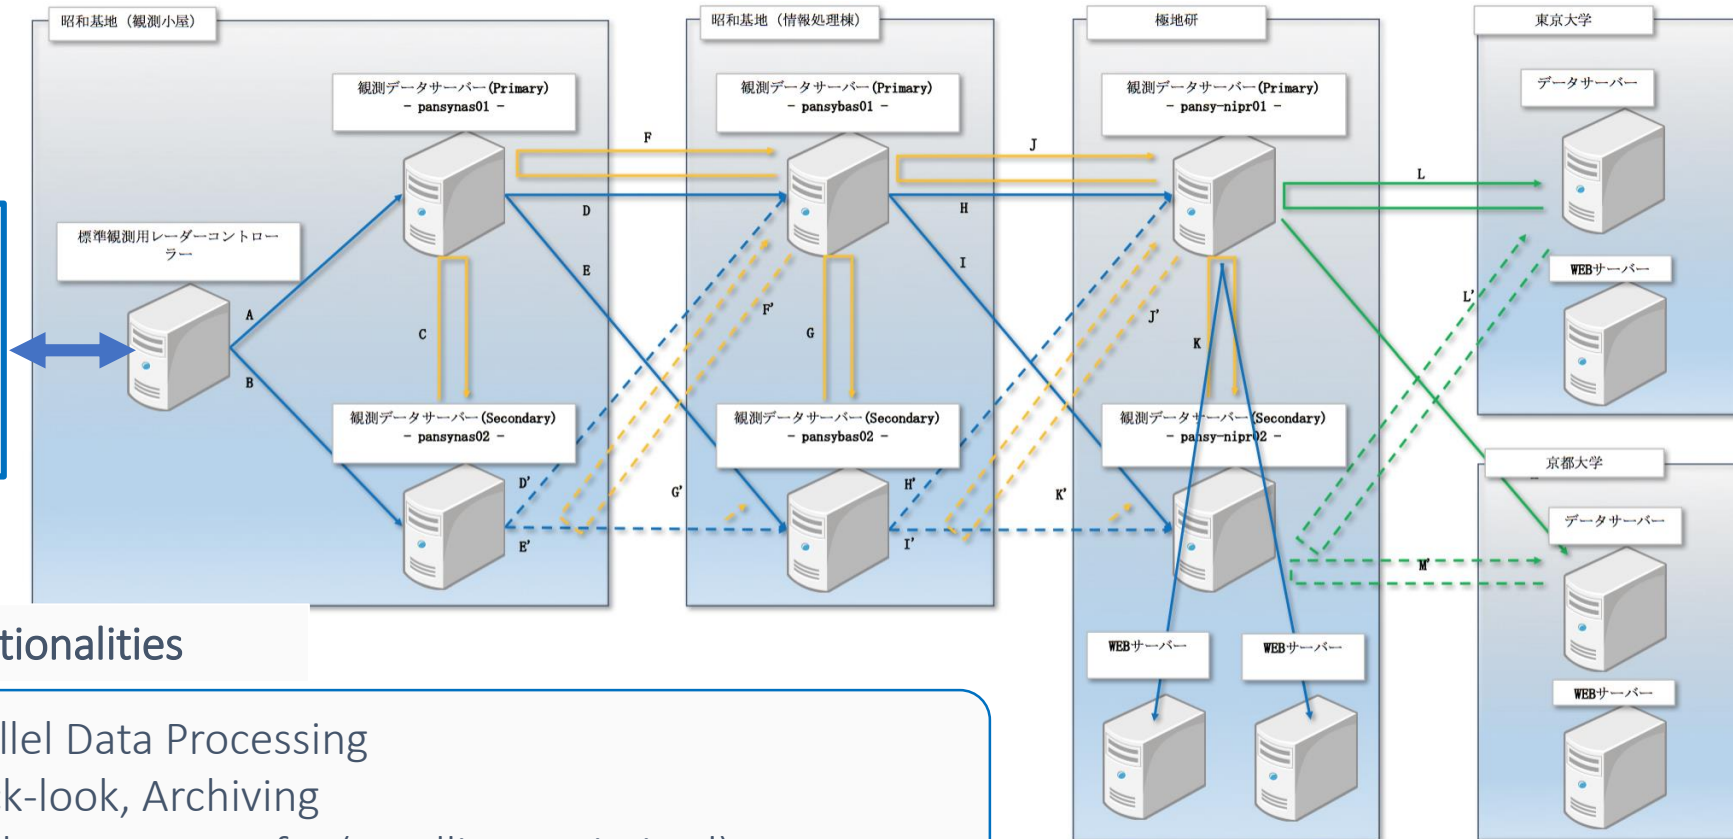 昭和基地（観測小屋）
昭和基地（情報処理棟）
極地研
東京大学
観測データサーバー(Primary)
- pansynas01 -
観測データサーバー(Primary)
- pansybas01 -
観測データサーバー(Primary)
- pansy-nipr01 -
データサーバー
F
J
L
D
H
標準観測用レーダーコントロー
ラー
WEBサーバー
E
I
A
F'
J'
L'
C
G
K
B
観測データサーバー(Secondary)
- pansynas02 -
観測データサーバー(Secondary)
- pansybas02 -
観測データサーバー(Secondary)
- pansy-nipr02 -
京都大学
D'
G'
H'
K'
データサーバー
E'
I'
M'
WEBサーバー
WEBサーバー
WEBサーバー
tionalities
llel Data Processing
k-look, Archiving